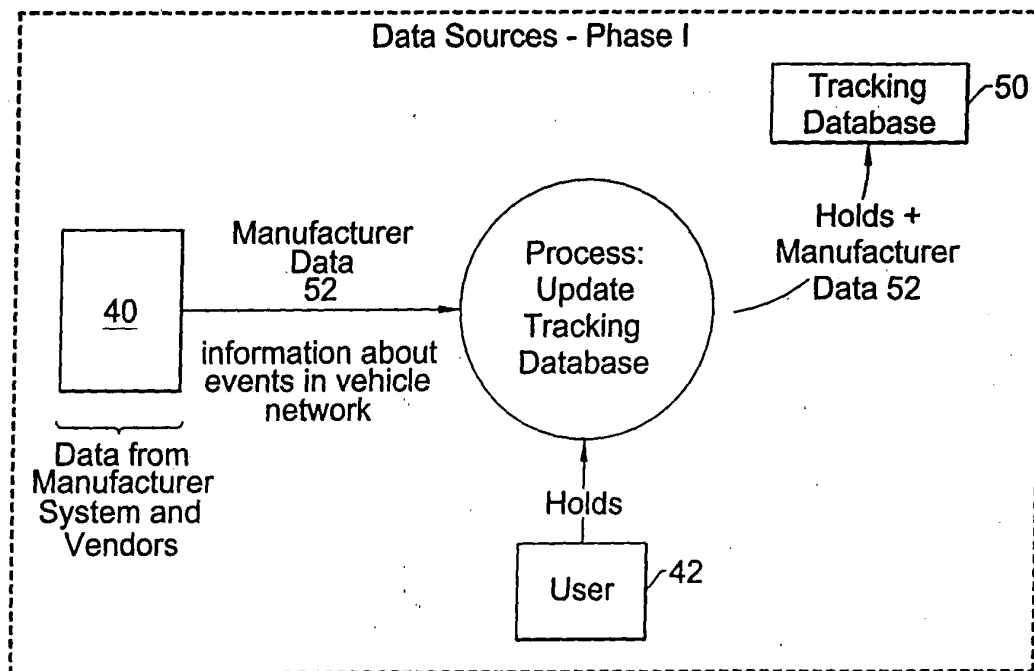 Data Sources - Phase I
Tracking
Database
50
Holds +
Manufacturer
Data 52
Manufacturer
Data
52
40
information about
events in vehicle
network
Process:
Update
Tracking
Database
Data from
Manufacturer
System and
Vendors
Holds
User
42